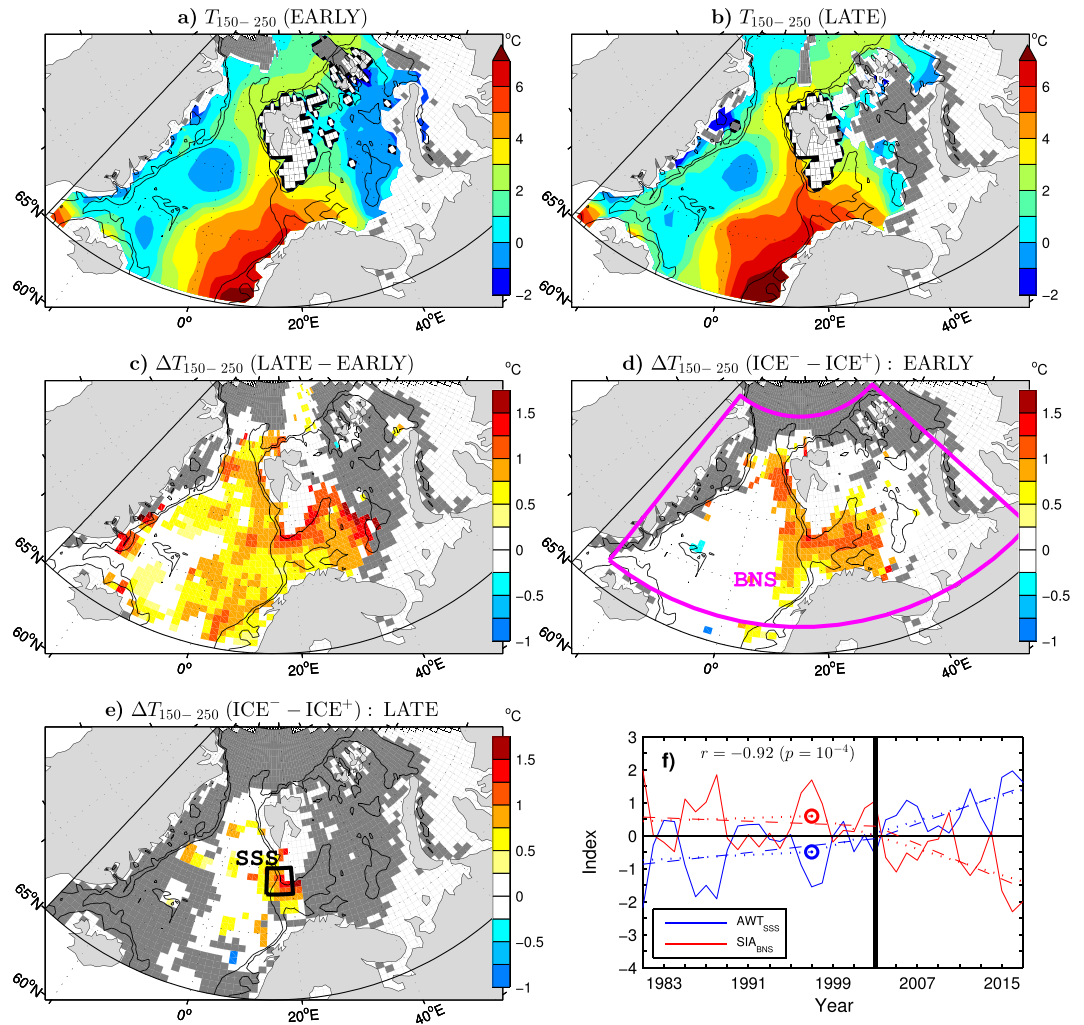 a) T150−250 (EARLY)
°C
6
4
2
0
−2
65°N
60°N
0°
20°E
40°E
b) T150−250 (LATE)
°C
6
4
2
0
−2
65°N
60°N
0°
20°E
40°E
c) ΔT150−250 (LATE − EARLY)
°C
1.5
1
0.5
0
−0.5
−1
65°N
60°N
0°
20°E
40°E
d) ΔT150−250 (ICE− − ICE+) : EARLY
°C
1.5
1
0.5
0
−0.5
−1
BNS
65°N
60°N
0°
20°E
40°E
e) ΔT150−250 (ICE− − ICE+) : LATE
°C
1.5
1
0.5
0
−0.5
−1
SSS
65°N
60°N
0°
20°E
40°E
f)
r = −0.92 (p = 10−4)
3
2
1
0
−1
−2
−3
−4
Index
AWTSSS
SIABNS
1983 1991 1999 2007 2015
Year